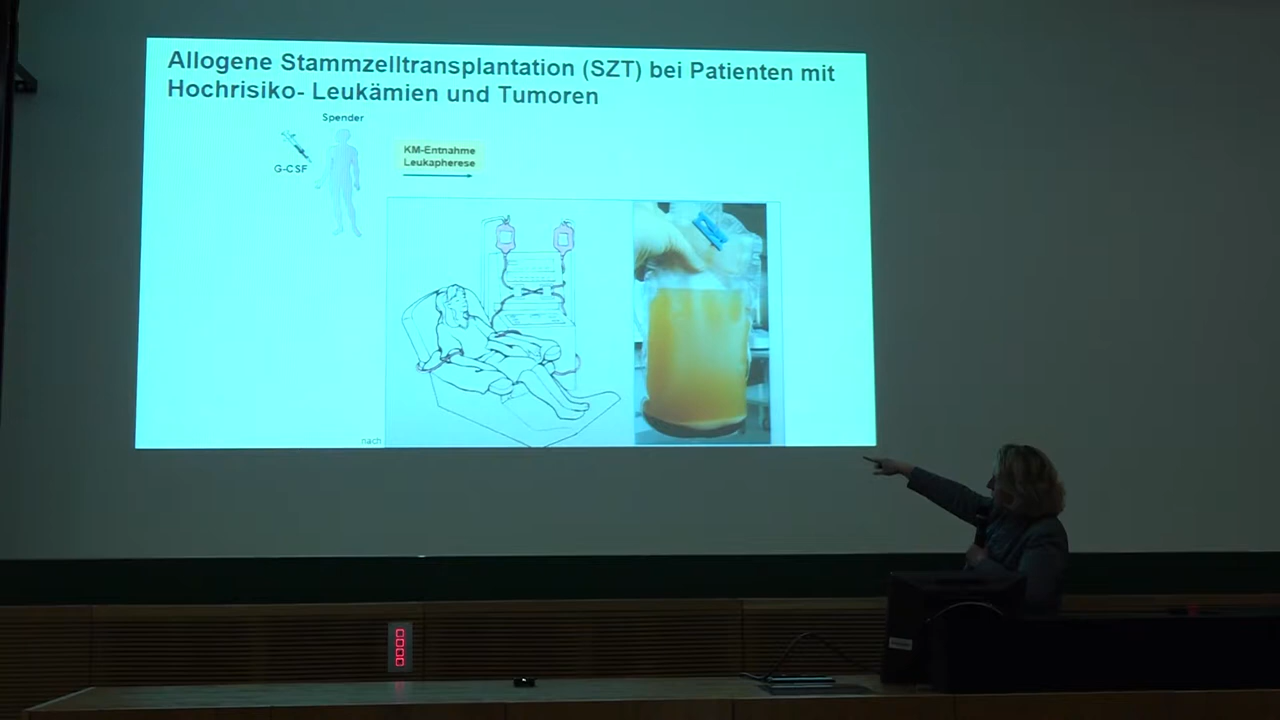 Allogene Stammzelltransplantation (SZT) bei Patienten mit
Hochrisiko- Leukämien und Tumoren
Spender
G-CSF
KM-Entnahme
Leukapherese
nach